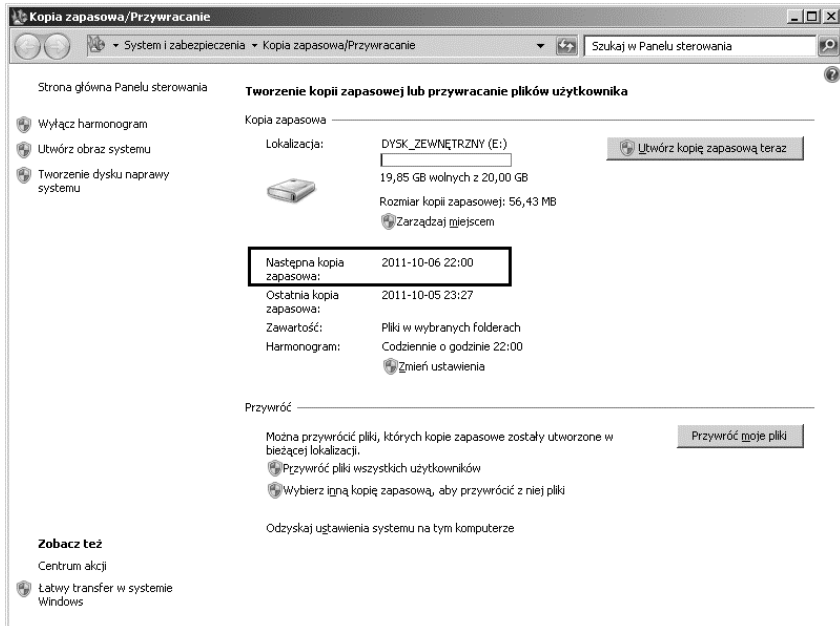 Kopia zapasowa/Przywracanie
System i zabezpieczenia
Kopia zapasowa/Przywracanie
Szukaj w Panelu sterowania
Strona główna Panelu sterowania
Wyłącz harmonogram
Utwórz obraz systemu
Tworzenie dysku naprawy
systemu
Tworzenie kopii zapasowej lub przywracanie plików użytkownika
Kopia zapasowa
Lokalizacja:
DYSK_ZEWNĘTRZNY (E:)
Utwórz kopię zapasową teraz
19,85 GB wolnych z 20,00 GB
Rozmiar kopii zapasowej: 56,43 MB
Zarządzaj miejscem
Następna kopia
zapasowa:
2011-10-06 22:00
Ostatnia kopia
zapasowa:
2011-10-05 23:27
Zawartość:
Pliki w wybranych folderach
Harmonogram:
Codziennie o godzinie 22:00
Zmień ustawienia
Przywróć
Można przywrócić pliki, których kopie zapasowe zostały utworzone w
bieżącej lokalizacji.
Przywróć moje pliki
Przywróć pliki wszystkich użytkowników
Wybierz inną kopię zapasową, aby przywrócić z niej pliki
Odzyskaj ustawienia systemu na tym komputerze
Zobacz też
Centrum akcji
Łatwy transfer w systemie
Windows